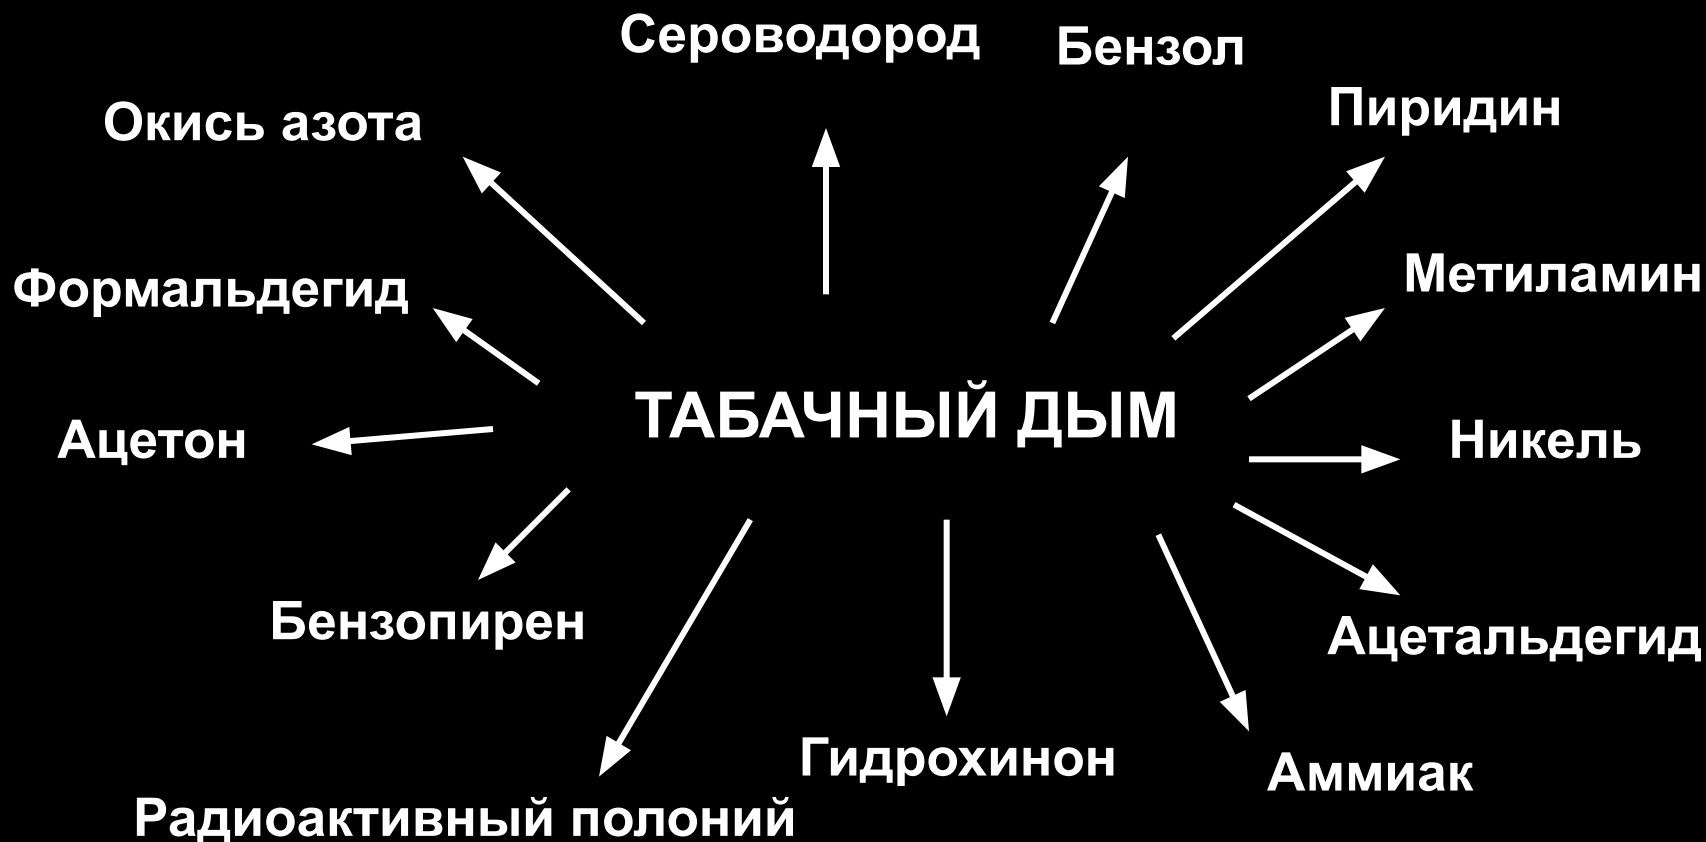 Сероводород
Бензол
Окись азота
Пиридин
Формальдегид
Метиламин
ТАБАЧНЫЙ ДЫМ
Ацетон
Никель
Бензопирен
Ацетальдегид
Гидрохинон
Аммиак
Радиоактивный полоний